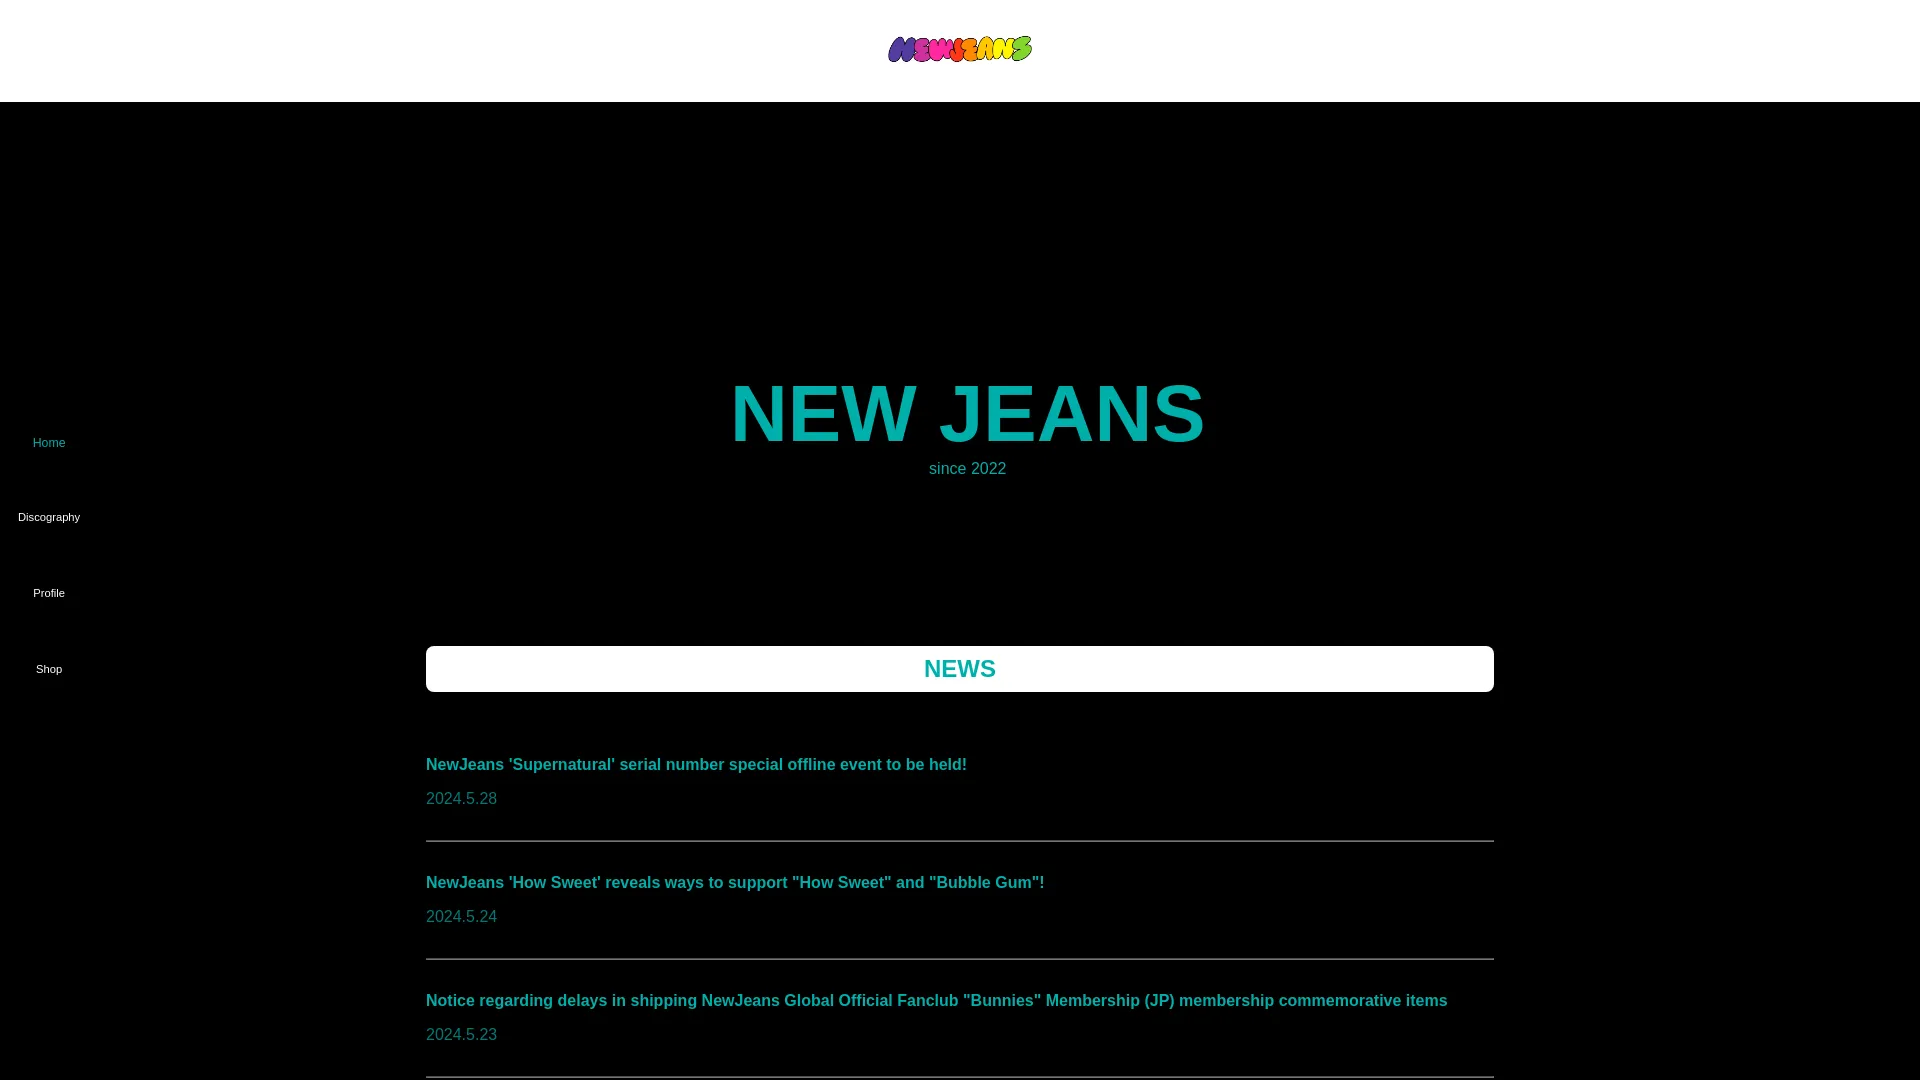 NEWJEANS
Home
Discography
Profile
Shop
NEW JEANS
since 2022
NEWS
NewJeans 'Supernatural' serial number special offline event to be held!
2024.5.28
NewJeans 'How Sweet' reveals ways to support "How Sweet" and "Bubble Gum"!
2024.5.24
Notice regarding delays in shipping NewJeans Global Official Fanclub "Bunnies" Membership (JP) membership commemorative items
2024.5.23